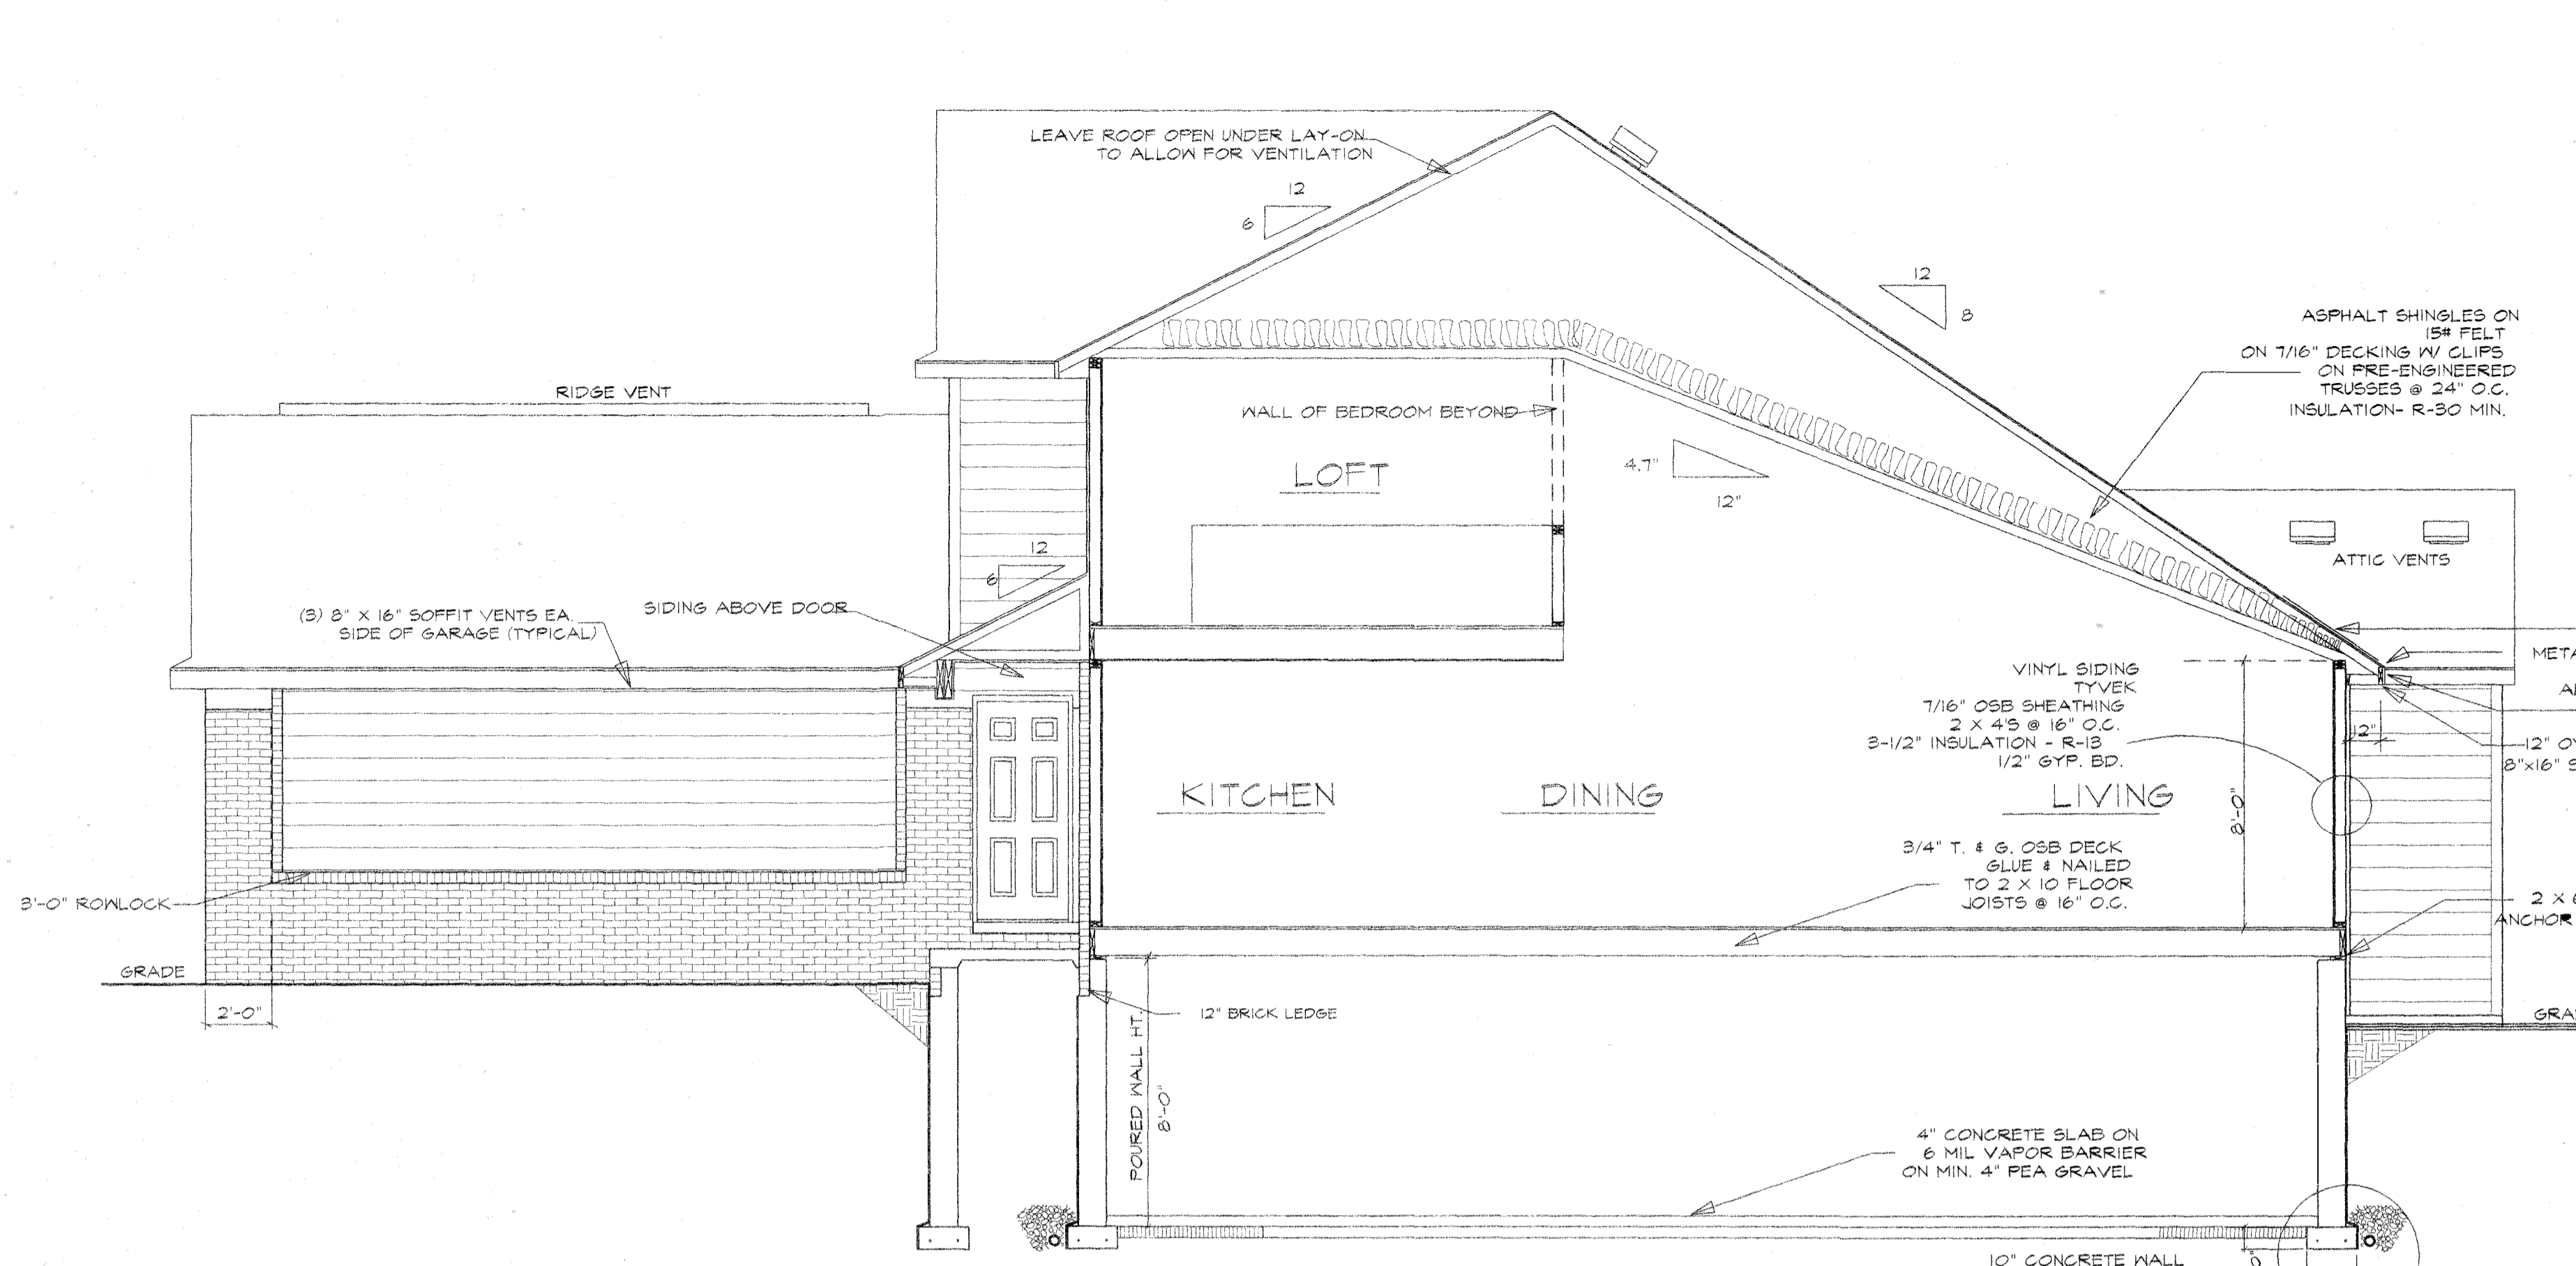 LEAVE ROOF OPEN UNDER LAY-ON
TO ALLOW FOR VENTILATION
12
6
12
8
ASPHALT SHINGLES ON
15# FELT
ON 7/16" DECKING W/ CLIPS
ON PRE-ENGINEERED
TRUSSES @ 24" O.C.
INSULATION- R-30 MIN.
RIDGE VENT
WALL OF BEDROOM BEYOND
LOFT
4.7"
12"
12
6
ATTIC VENTS
(3) 8" X 16" SOFFIT VENTS EA.
SIDE OF GARAGE (TYPICAL)
SIDING ABOVE DOOR
VINYL SIDING
TYVEK
7/16" OSB SHEATHING
2 X 4'S @ 16" O.C.
3-1/2" INSULATION - R-13
1/2" GYP. BD.
12"
12"
8"x16"
KITCHEN
DINING
LIVING
8'-0"
3/4" T. & G. OSB DECK
GLUE & NAILED
TO 2 X 10 FLOOR
JOISTS @ 16" O.C.
3'-0" ROWLOCK
2 X 6
ANCHOR
GRADE
2'-0"
12" BRICK LEDGE
POURED WALL HT.
8'-0"
4" CONCRETE SLAB ON
6 MIL VAPOR BARRIER
ON MIN. 4" PEA GRAVEL
10" CONCRETE WALL